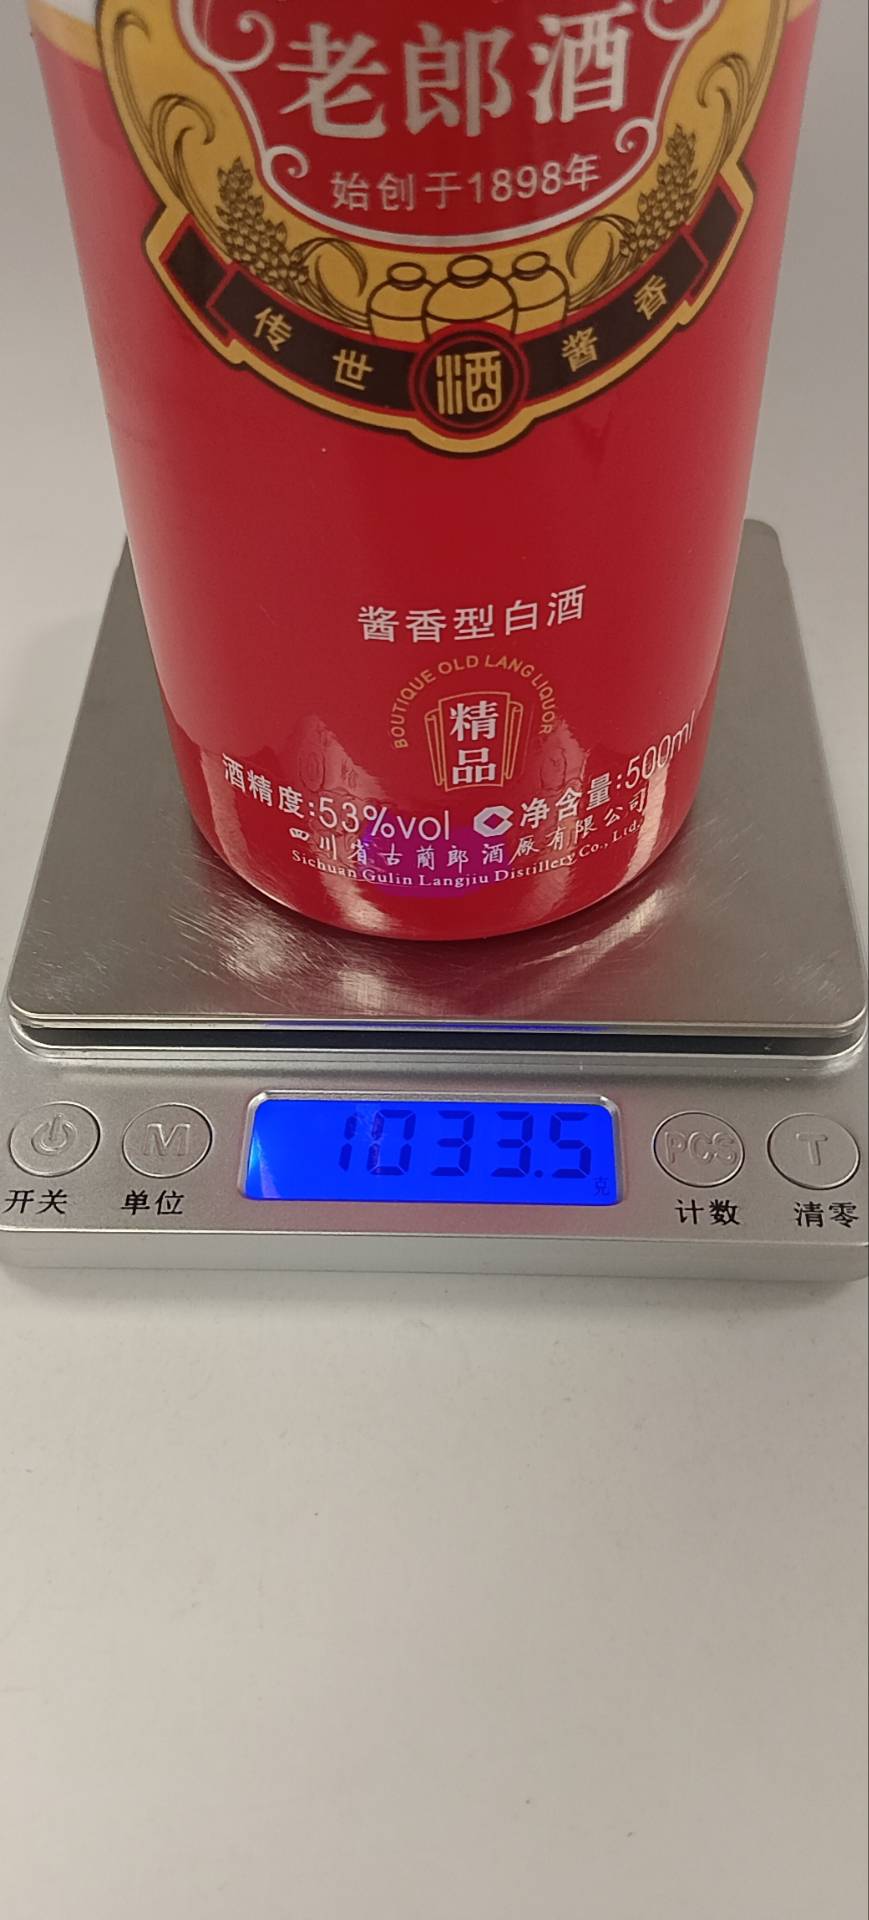 老郎酒
始创于1898年
传世酒酱香
酱香型白酒
BOUTIQUE OLD LANG LIQUOR
精品
酒精度:53%vol 净含量:500ml
四川省古蔺郎酒厰有限公司
Sichuan Gulin Langjiu Distillery Co., Ltd.
1033.5 克
M PCS T
开关 单位 计数 清零